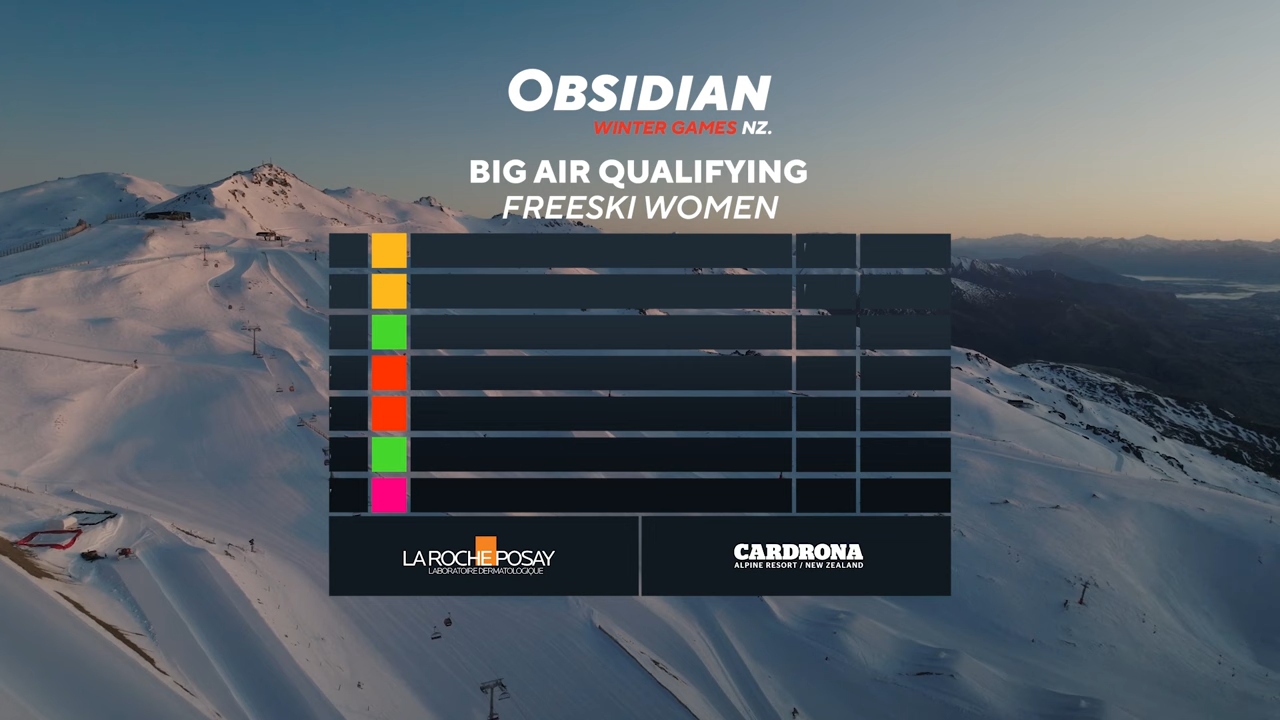 OBSIDIAN
WINTER GAMES NZ.
BIG AIR QUALIFYING
FREESKI WOMEN
LA ROCHE POSAY
LABORATOIRE DERMATOLOGIQUE
CARDRONA
ALPINE RESORT / NEW ZEALAND